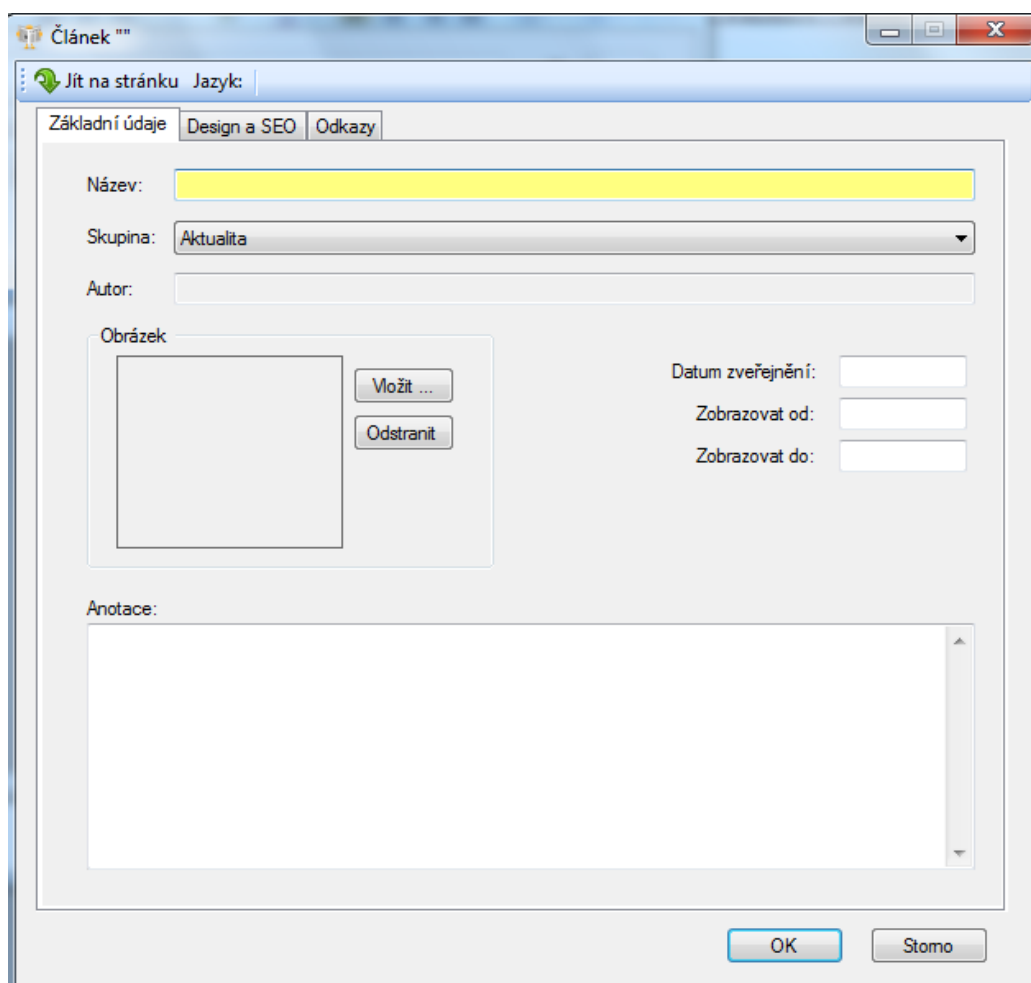 Článek ""
Jít na stránku Jazyk:
Základní údaje Design a SEO Odkazy
Název:
Skupina: Aktualita
Autor:
Obrázek
Vložit ...
Odstranit
Datum zveřejnění:
Zobrazovat od:
Zobrazovat do:
Anotace:
OK Storno